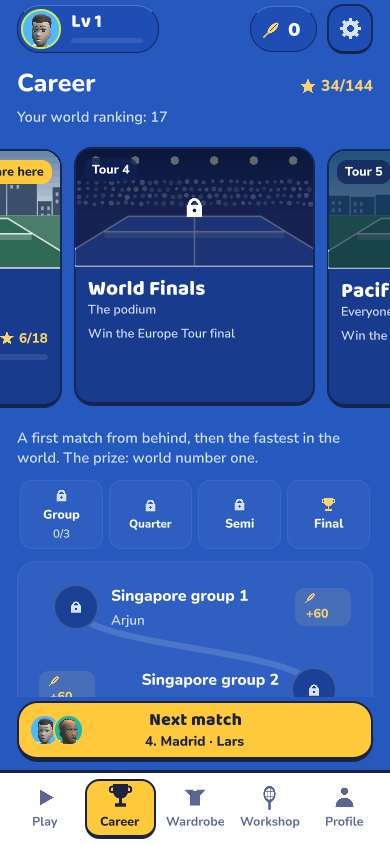 Lv 1
0
Career
34/144
Your world ranking: 17
are here
6/18
Tour 4
World Finals
The podium
Win the Europe Tour final
Tour 5
Pacif
Everyone
Win the
A first match from behind, then the fastest in the
world. The prize: world number one.
Group
0/3
Quarter
Semi
Final
Singapore group 1
Arjun
+60
Singapore group 2
+60
Next match
4. Madrid · Lars
Play
Career
Wardrobe
Workshop
Profile